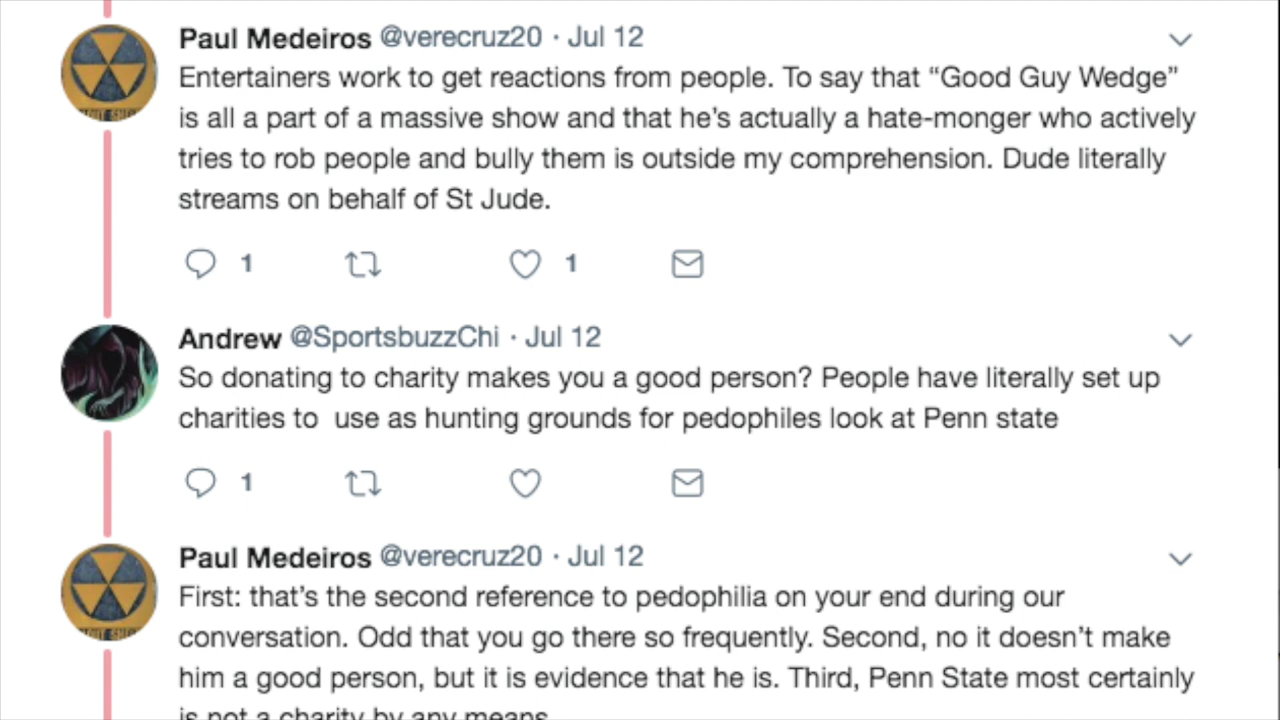 Paul Medeiros @verecruz20 · Jul 12
Entertainers work to get reactions from people. To say that “Good Guy Wedge”
is all a part of a massive show and that he’s actually a hate-monger who actively
tries to rob people and bully them is outside my comprehension. Dude literally
streams on behalf of St Jude.
1 1
Andrew @SportsbuzzChi · Jul 12
So donating to charity makes you a good person? People have literally set up
charities to  use as hunting grounds for pedophiles look at Penn state
1
Paul Medeiros @verecruz20 · Jul 12
First: that’s the second reference to pedophilia on your end during our
conversation. Odd that you go there so frequently. Second, no it doesn’t make
him a good person, but it is evidence that he is. Third, Penn State most certainly
is not a charity by any means